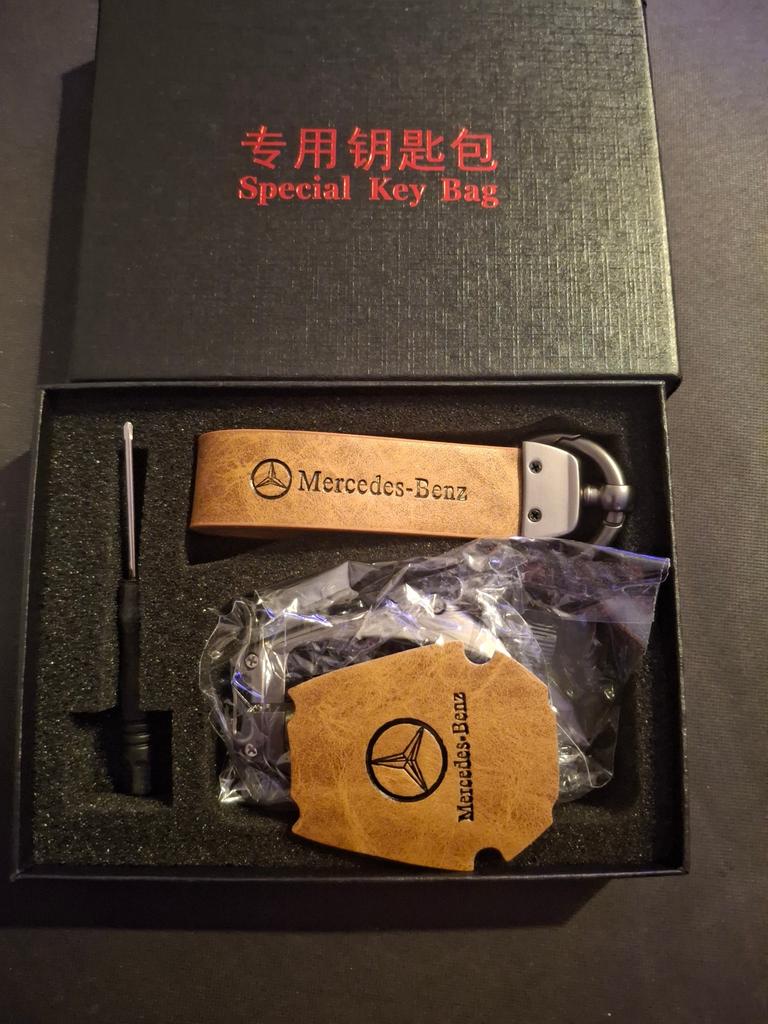 专用钥匙包
Special Key Bag
Mercedes-Benz
Mercedes-Benz